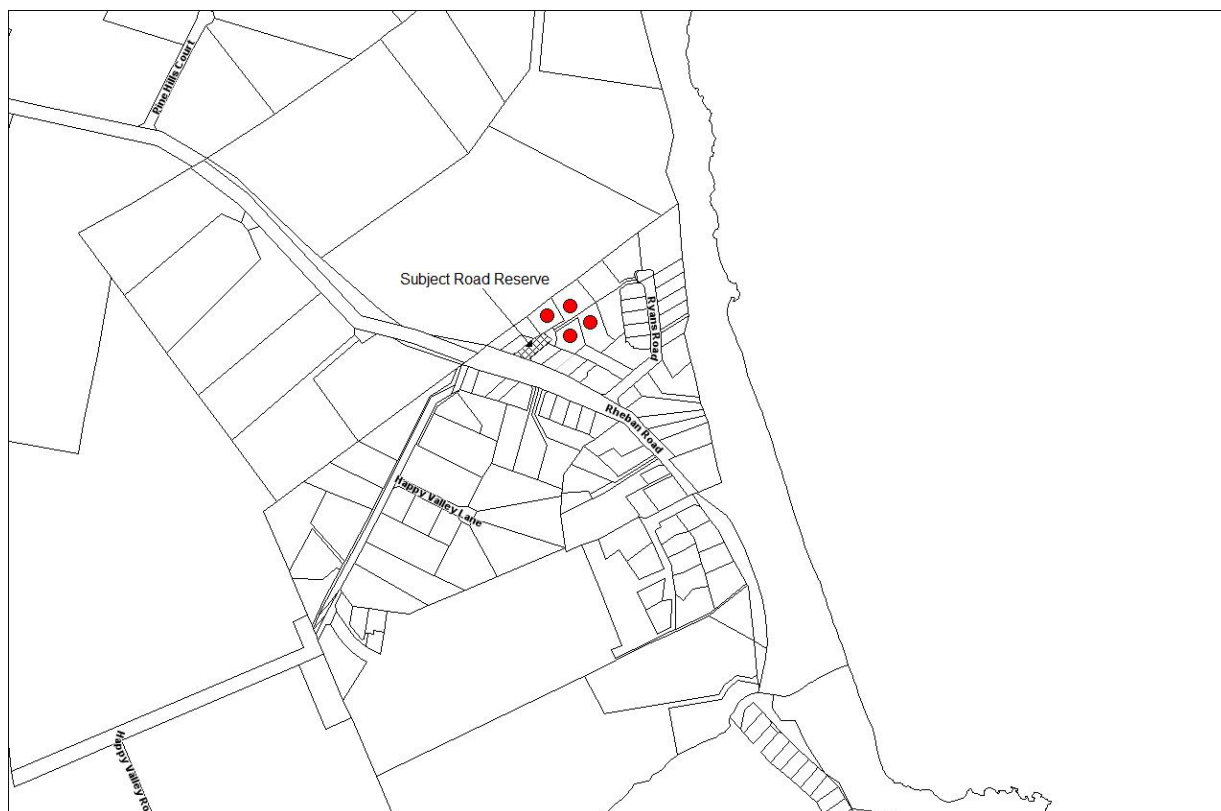 Pine Hills Court
Subject Road Reserve
Ryans Road
Rheban Road
Happy Valley Lane
Happy Valley Ro